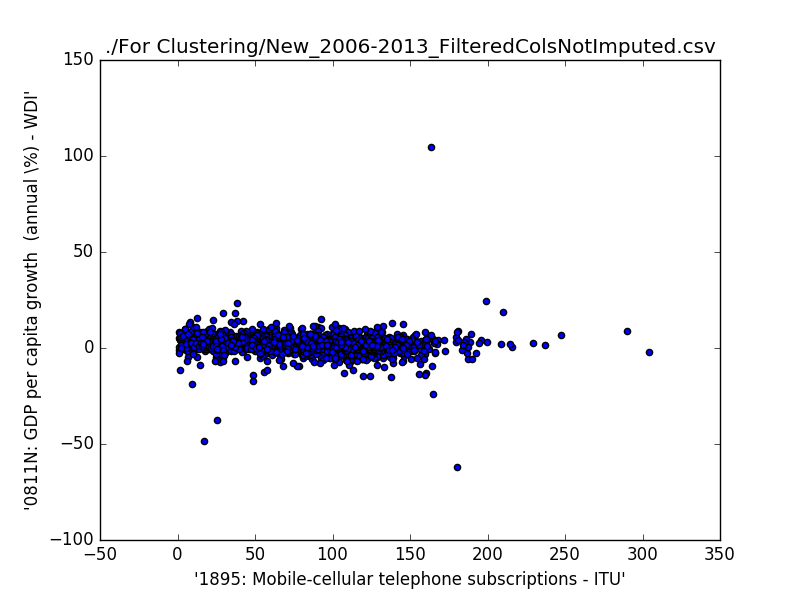 ./For Clustering/New_2006-2013_FilteredColsNotImputed.csv
150
100
50
0
−50
−100
'0811N: GDP per capita growth  (annual \%) - WDI'
−50 0 50 100 150 200 250 300 350
'1895: Mobile-cellular telephone subscriptions - ITU'